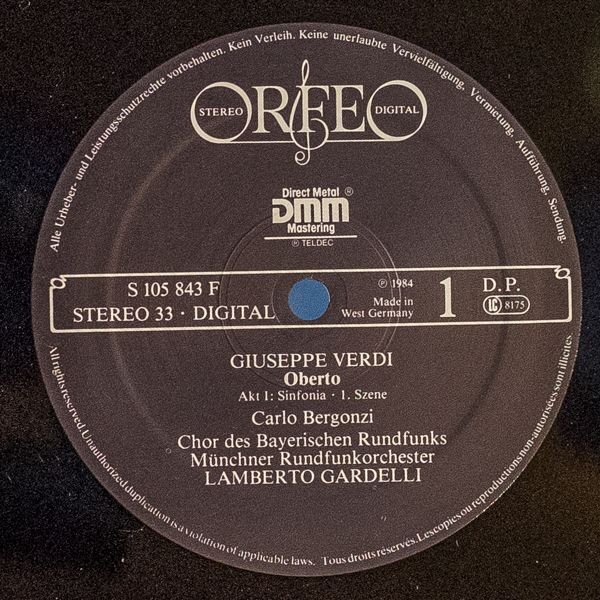 Alle Urheber- und Leistungsschutzrechte vorbehalten. Kein Verleih. Keine unerlaubte Vervielfältigung, Vermietung, Aufführung, Sendung.
ORFEO
STEREO DIGITAL
Direct Metal ®
DMM
Mastering
℗ TELDEC
S 105 843 F
STEREO 33 · DIGITAL
℗ 1984
Made in
West Germany
1
D.P.
LC 8175
GIUSEPPE VERDI
Oberto
Akt I: Sinfonia · 1. Szene
Carlo Bergonzi
Chor des Bayerischen Rundfunks
Münchner Rundfunkorchester
LAMBERTO GARDELLI
All rights reserved. Unauthorized duplication is a violation of applicable laws. Tous droits réservés. Les copies ou reproductions non-autorisées sont illicites.